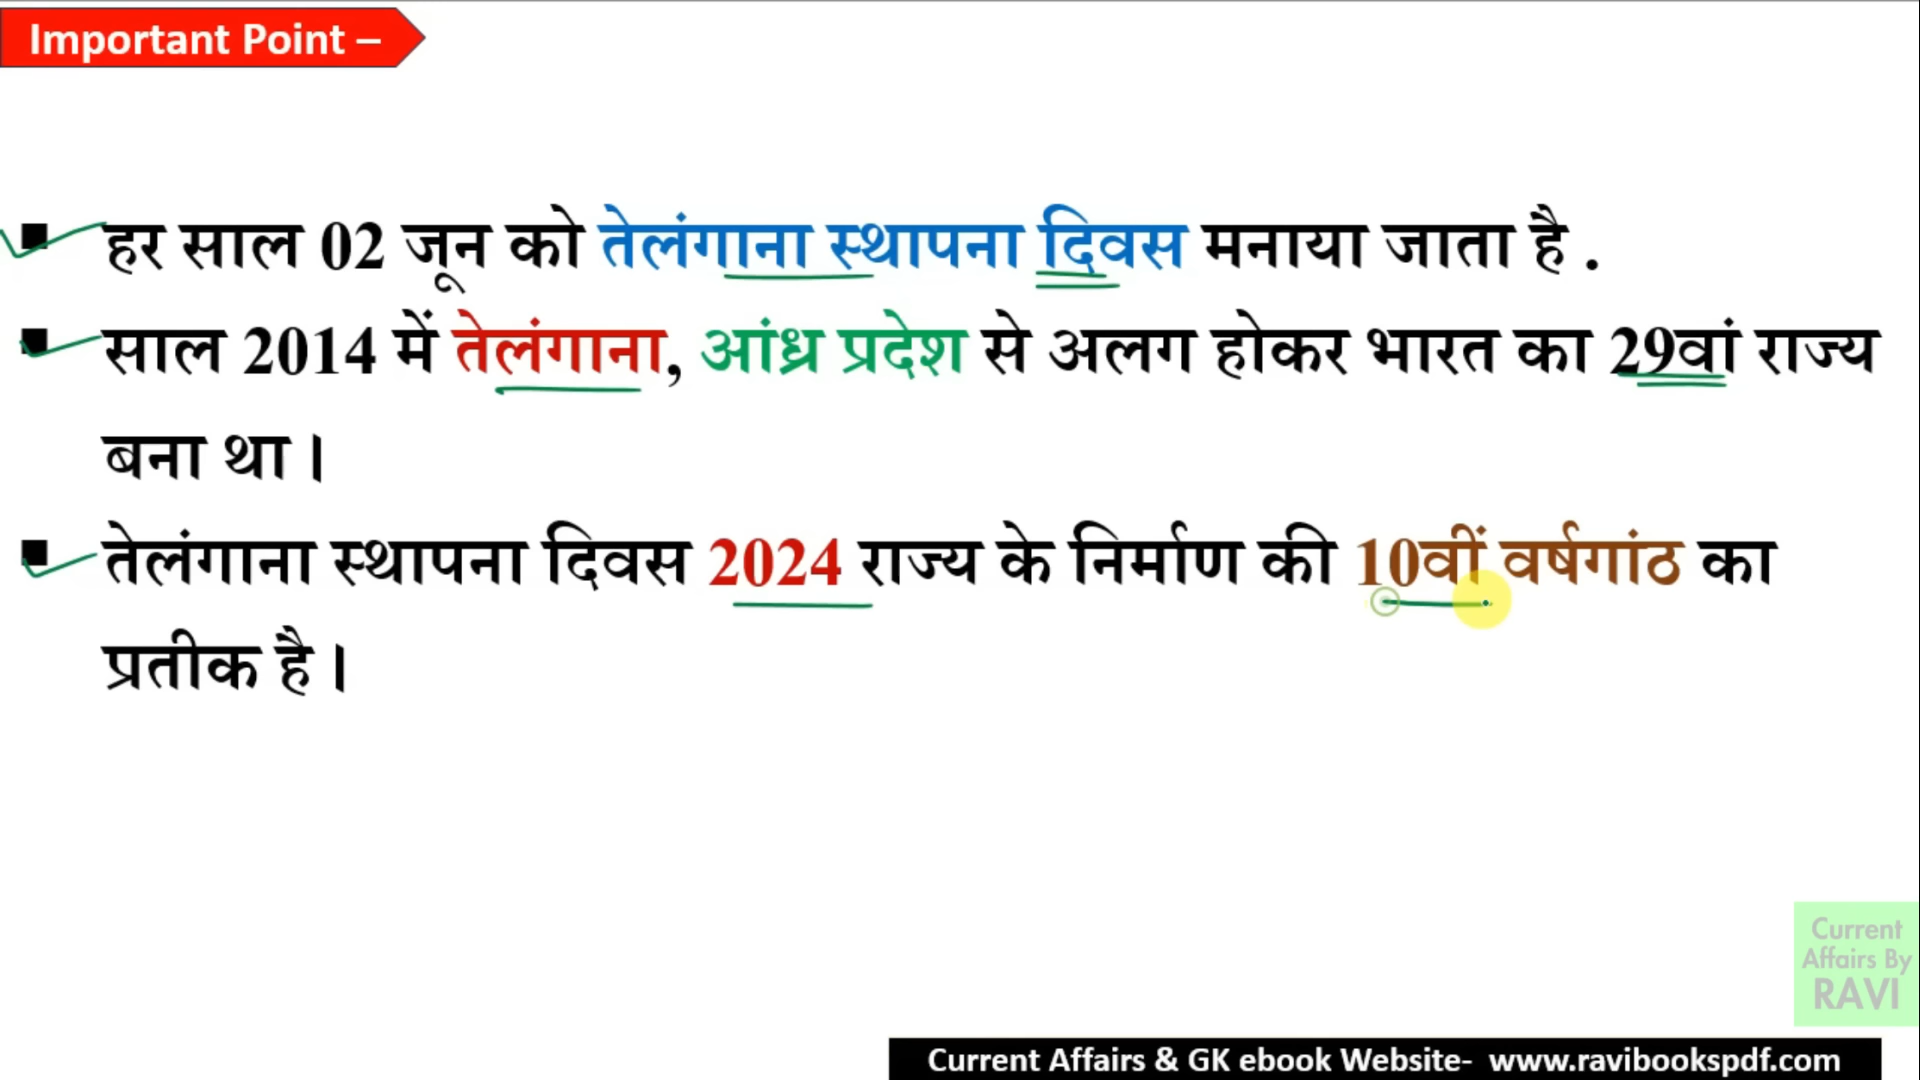 Important Point –
हर साल 02 जून को तेलंगाना स्थापना दिवस मनाया जाता है .
साल 2014 में तेलंगाना, आंध्र प्रदेश से अलग होकर भारत का 29वां राज्य
बना था।
तेलंगाना स्थापना दिवस 2024 राज्य के निर्माण की 10वीं वर्षगांठ का
प्रतीक है।
Current
Affairs By
RAVI
Current Affairs & GK ebook Website- www.ravibookspdf.com